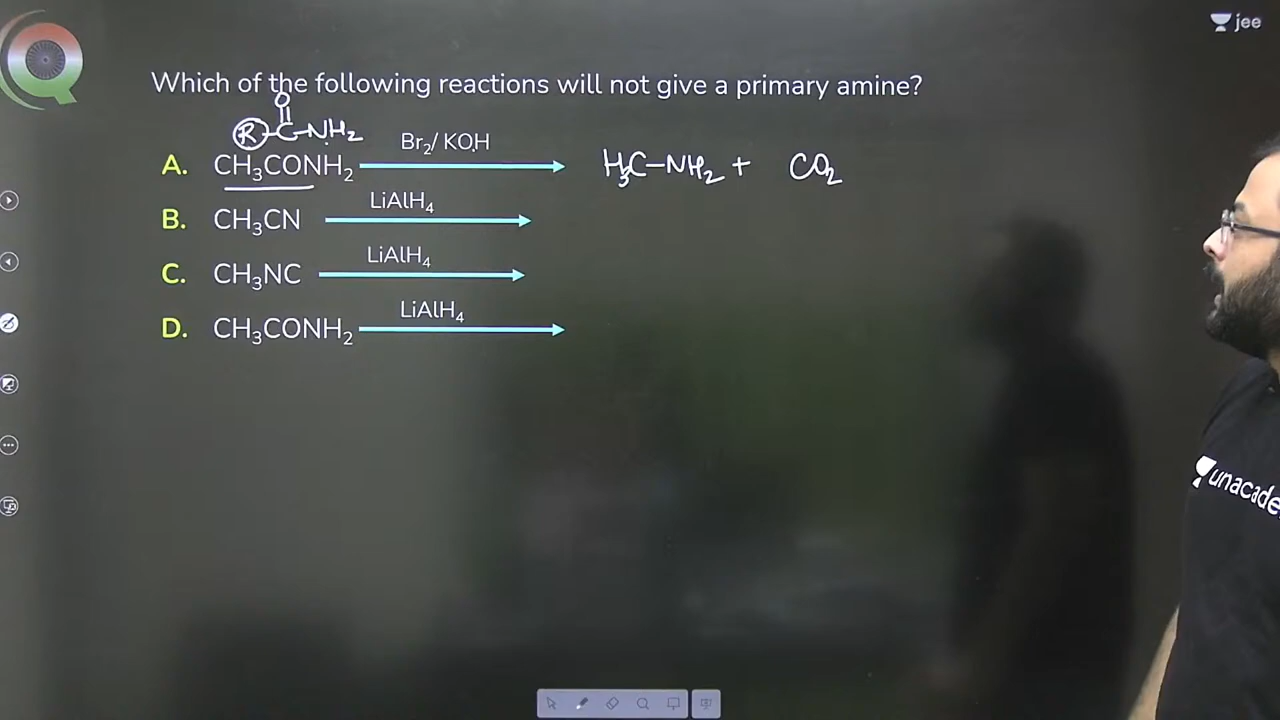 jee
Which of the following reactions will not give a primary amine?
O
R-C-NH₂
A. CH₃CONH₂ Br₂/ KOH H₃C-NH₂ + CO₂
B. CH₃CN LiAlH₄
C. CH₃NC LiAlH₄
D. CH₃CONH₂ LiAlH₄